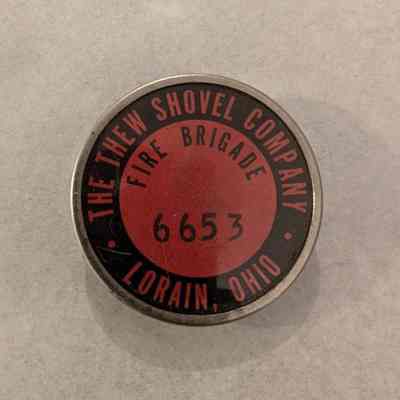 THE THEW SHOVEL COMPANY
FIRE BRIGADE
6653
LORAIN, OHIO